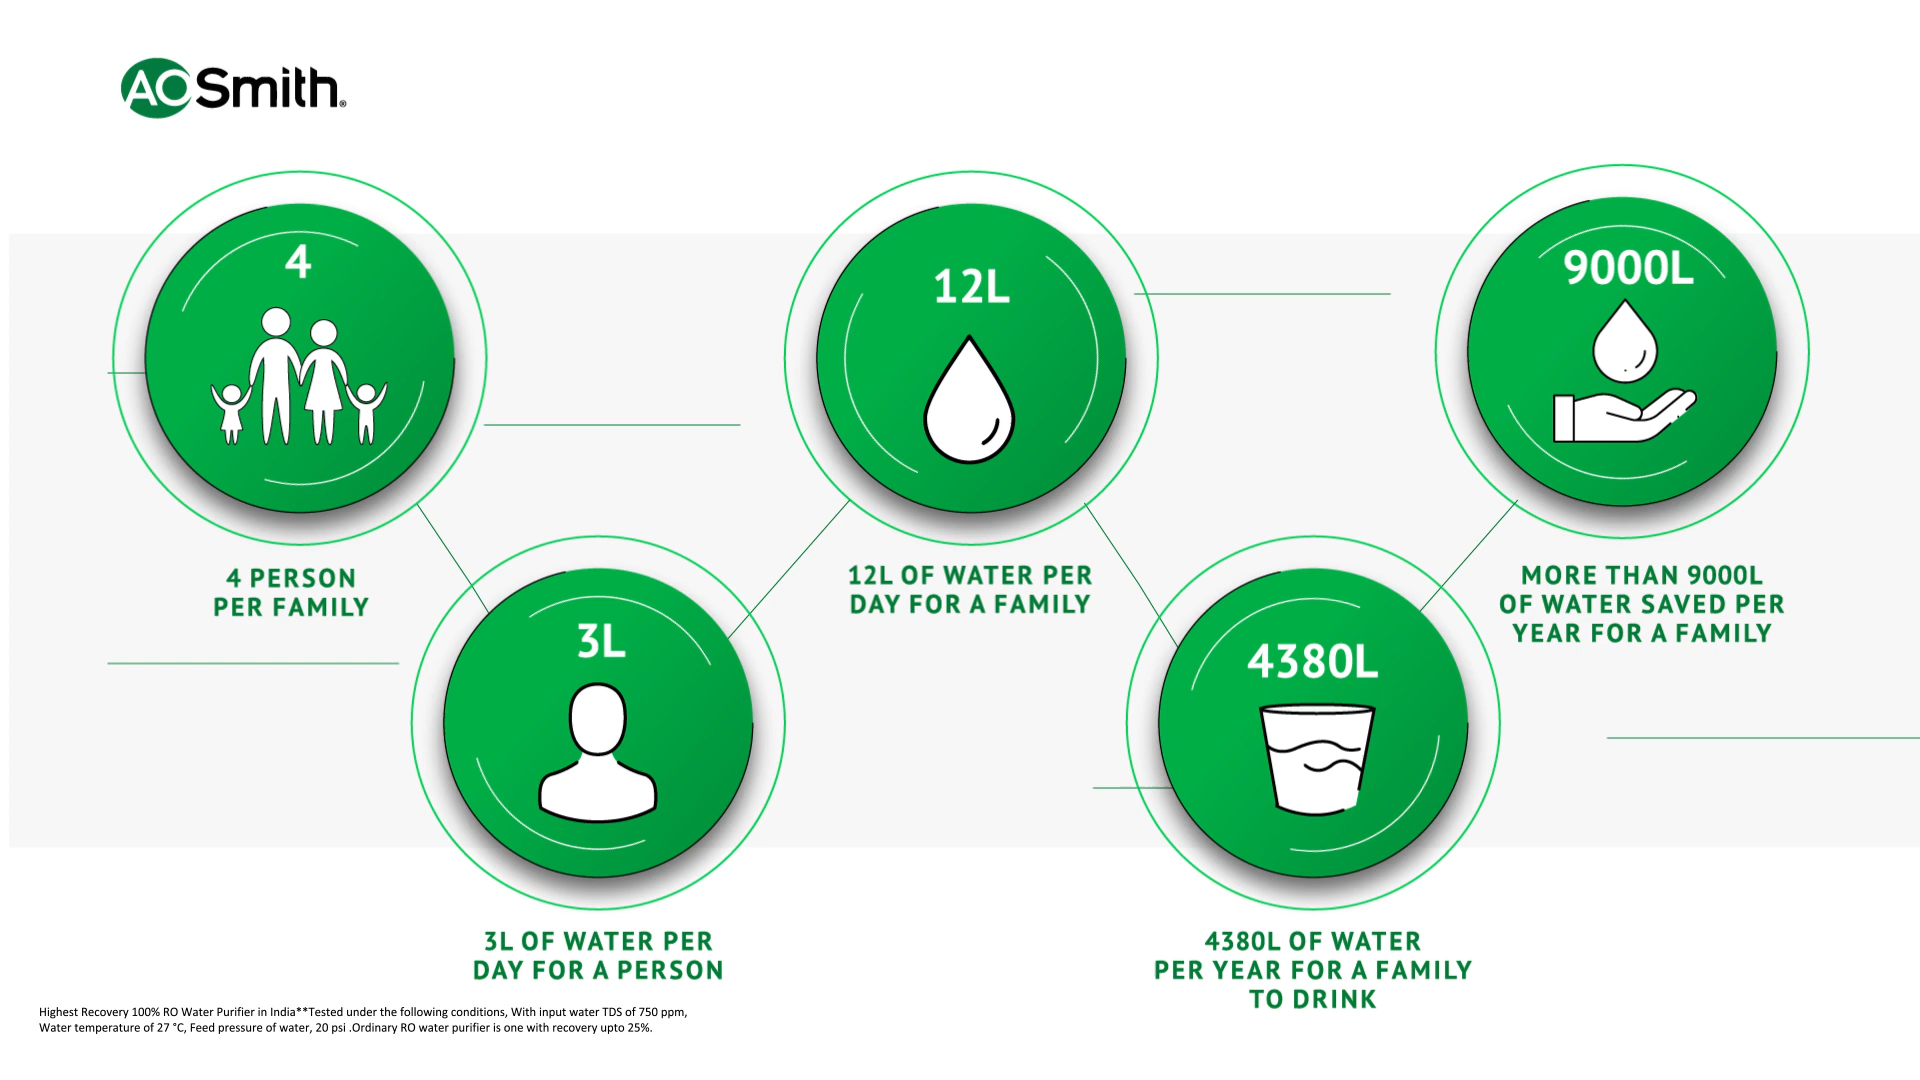 AO Smith®
4
4 PERSON
PER FAMILY
3L
3L OF WATER PER
DAY FOR A PERSON
12L
12L OF WATER PER
DAY FOR A FAMILY
4380L
4380L OF WATER
PER YEAR FOR A FAMILY
TO DRINK
9000L
MORE THAN 9000L
OF WATER SAVED PER
YEAR FOR A FAMILY
Highest Recovery 100% RO Water Purifier in India**Tested under the following conditions, With input water TDS of 750 ppm,
Water temperature of 27 °C, Feed pressure of water, 20 psi .Ordinary RO water purifier is one with recovery upto 25%.